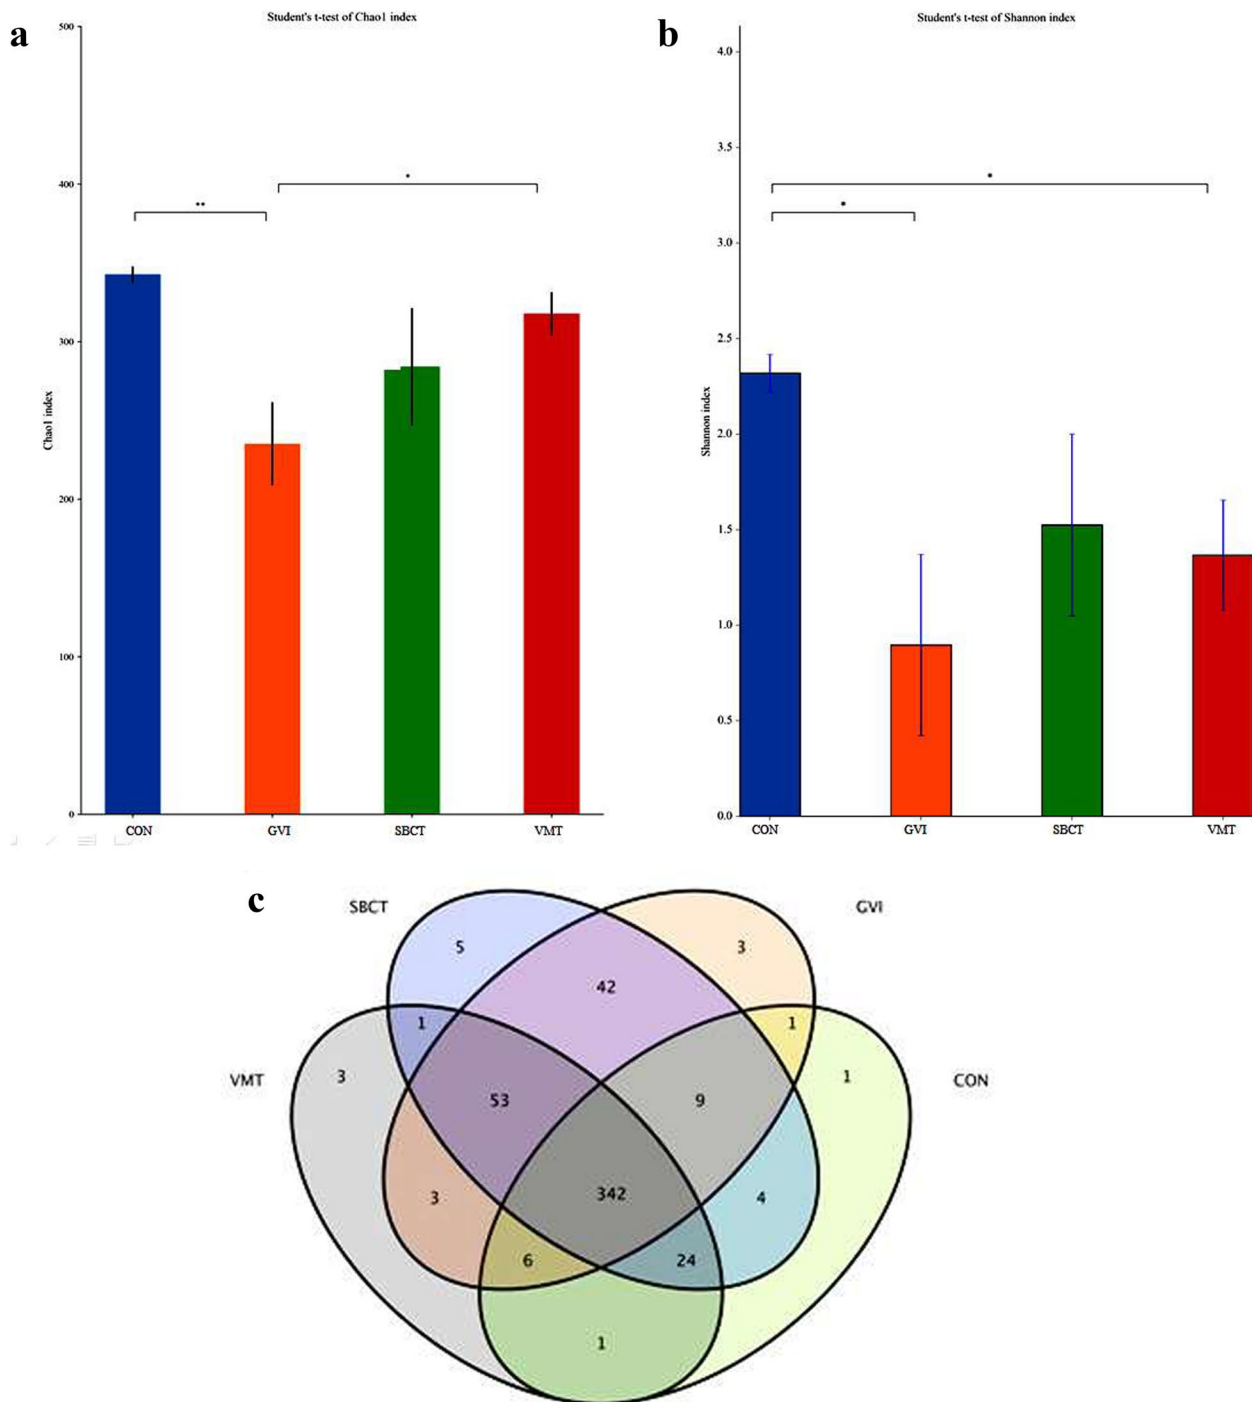 a
Student's t-test of Chao1 index
500
400
300
200
100
0
Chao1 index
**
*
CON GVI SBCT VMT
b
Student's t-test of Shannon index
4.0
3.5
3.0
2.5
2.0
1.5
1.0
0.5
0.0
Shannon index
*
*
CON GVI SBCT VMT
c
SBCT GVI
5 3
42
1 1
VMT 3 1 CON
53 9
3 342 4
6 24
1